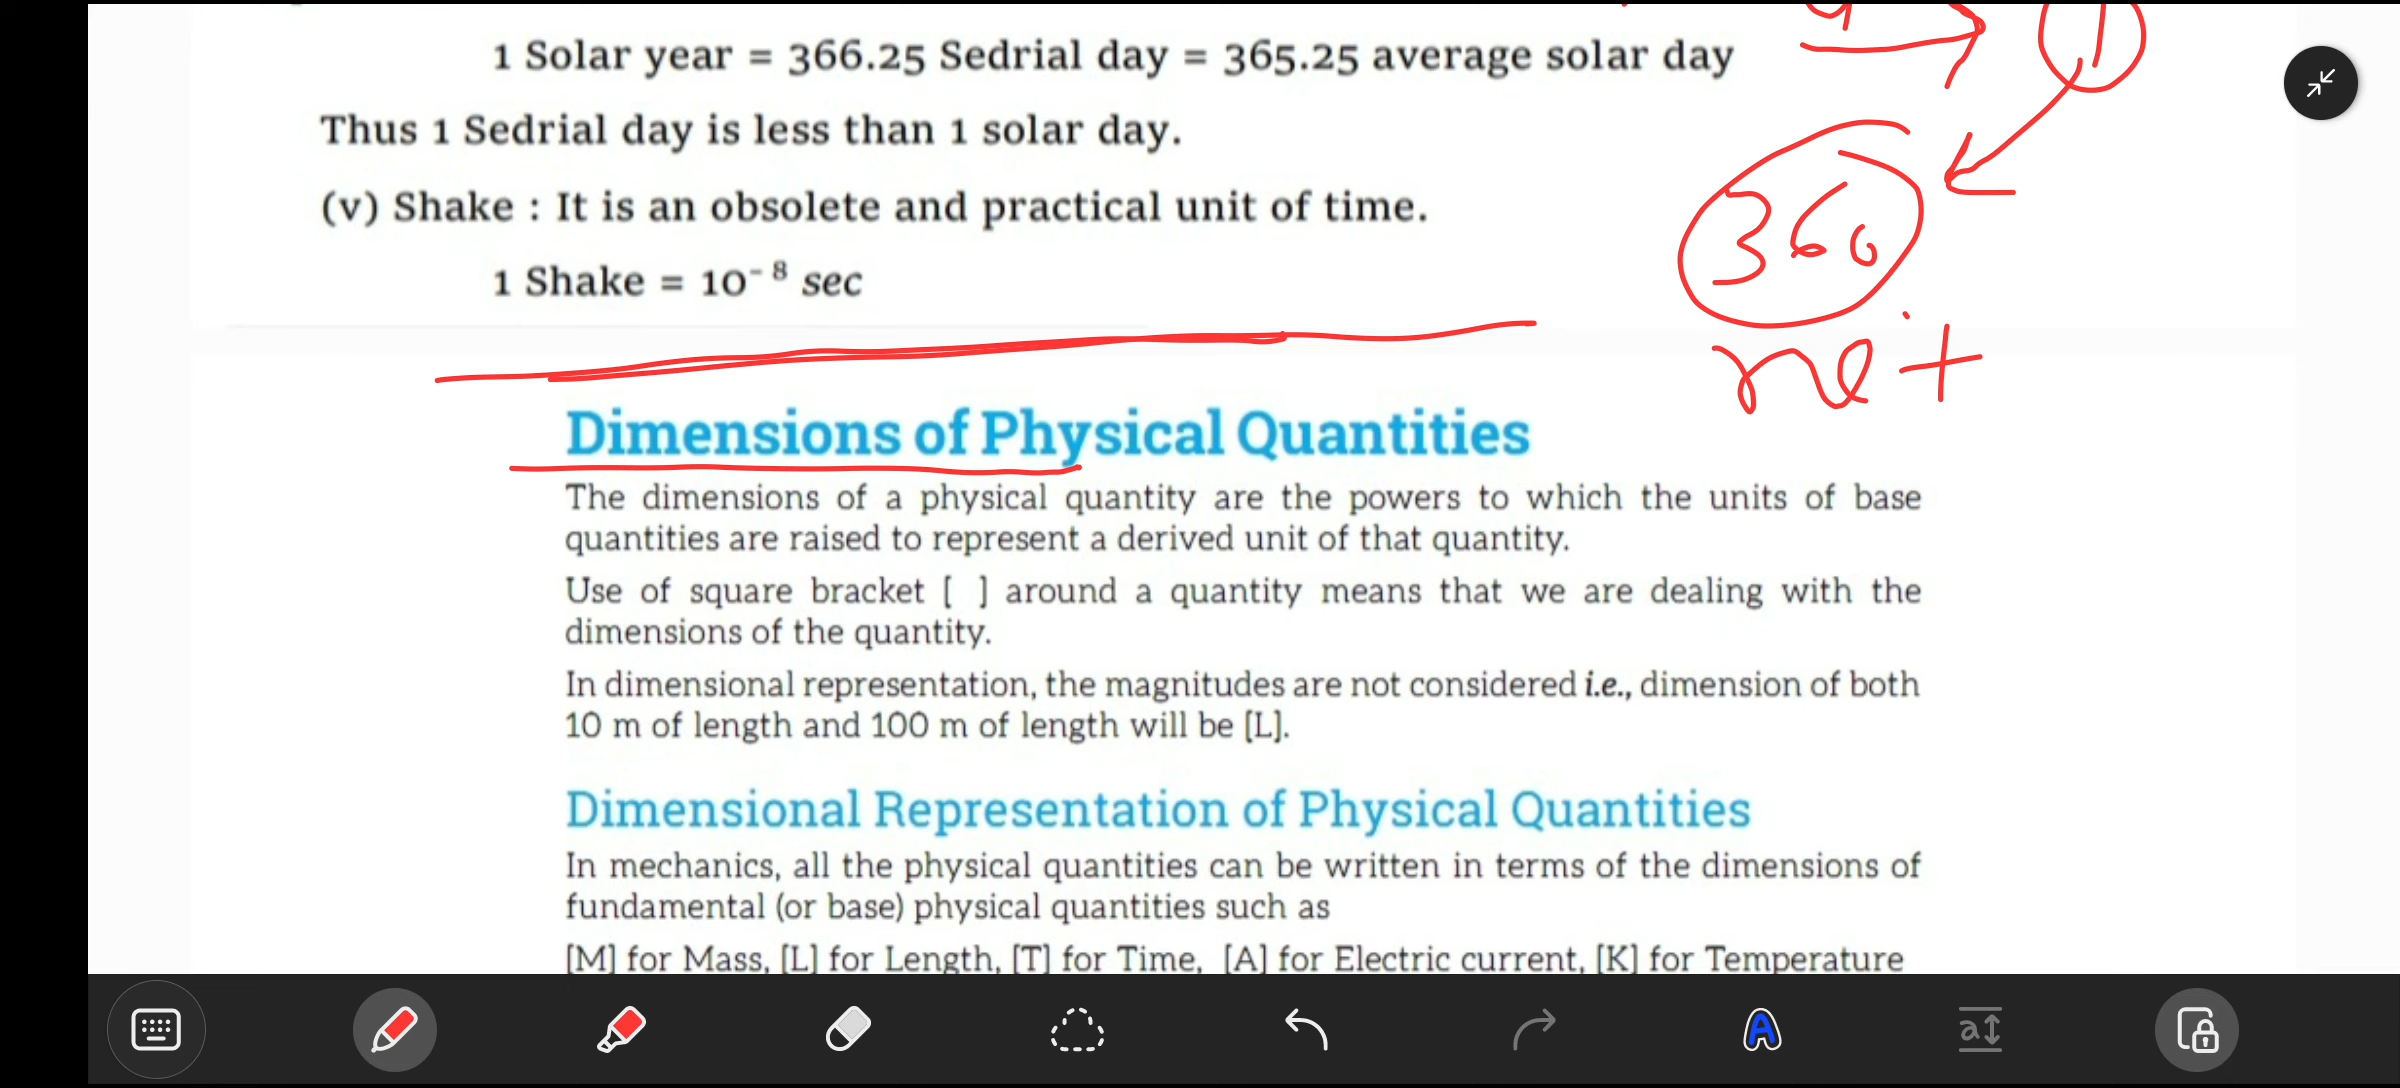 1 Solar year = 366.25 Sedrial day = 365.25 average solar day
Thus 1 Sedrial day is less than 1 solar day.
(v) Shake : It is an obsolete and practical unit of time.
1 Shake = 10⁻⁸ sec
360
Dimensions of Physical Quantities
The dimensions of a physical quantity are the powers to which the units of base
quantities are raised to represent a derived unit of that quantity.
Use of square bracket [ ] around a quantity means that we are dealing with the
dimensions of the quantity.
In dimensional representation, the magnitudes are not considered i.e., dimension of both
10 m of length and 100 m of length will be [L].
Dimensional Representation of Physical Quantities
In mechanics, all the physical quantities can be written in terms of the dimensions of
fundamental (or base) physical quantities such as
[M] for Mass, [L] for Length, [T] for Time, [A] for Electric current, [K] for Temperature